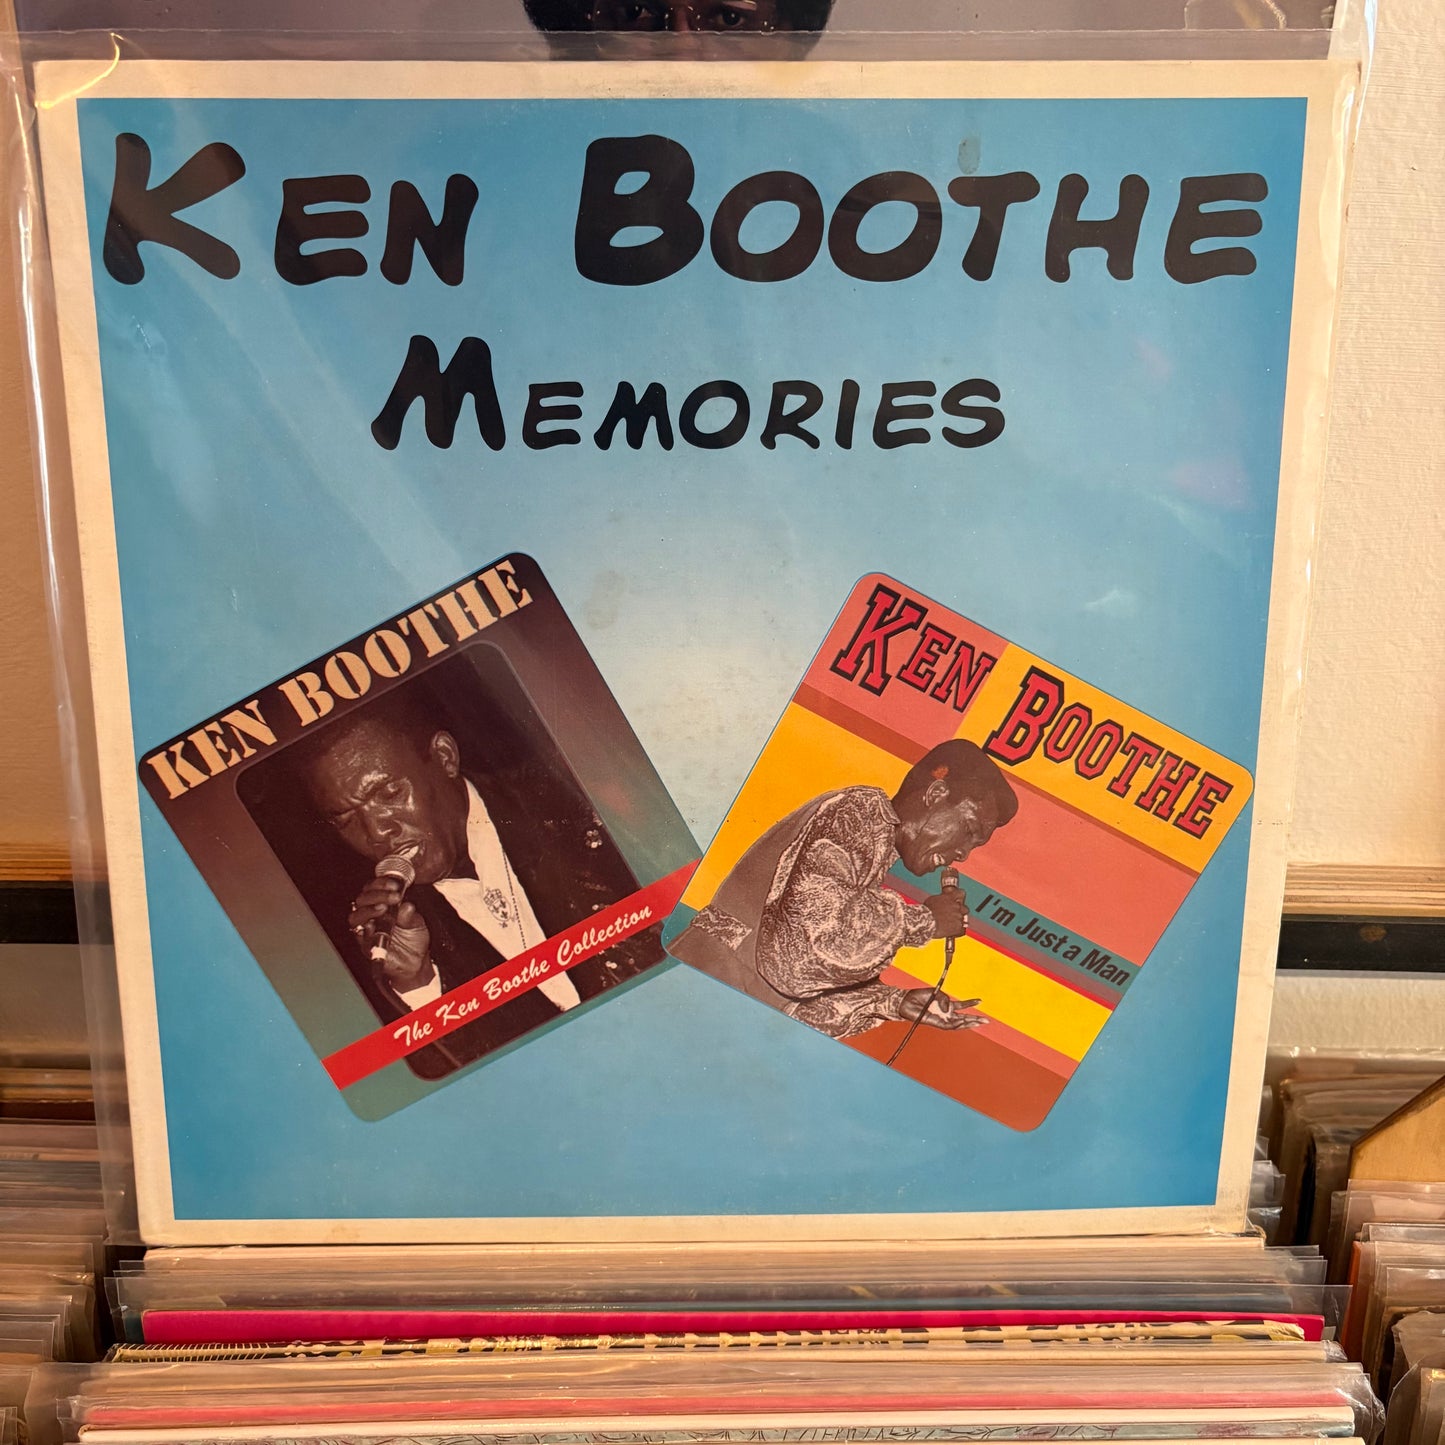 KEN BOOTHE
MEMORIES
KEN BOOTHE
The Ken Boothe Collection
KEN BOOTHE
I'm Just a Man